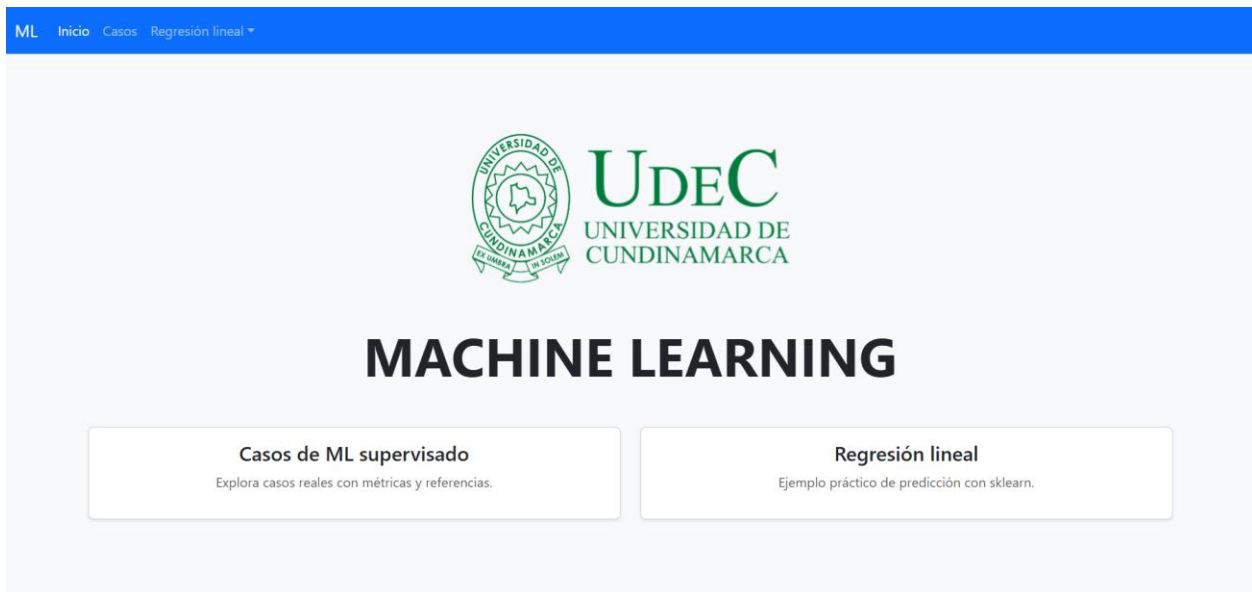 ML Inicio Casos Regresión lineal
UNIVERSIDAD DE CUNDINAMARCA
EX UMBRA IN SOLEM
UDEC
UNIVERSIDAD DE
CUNDINAMARCA
MACHINE LEARNING
Casos de ML supervisado
Explora casos reales con métricas y referencias.
Regresión lineal
Ejemplo práctico de predicción con sklearn.